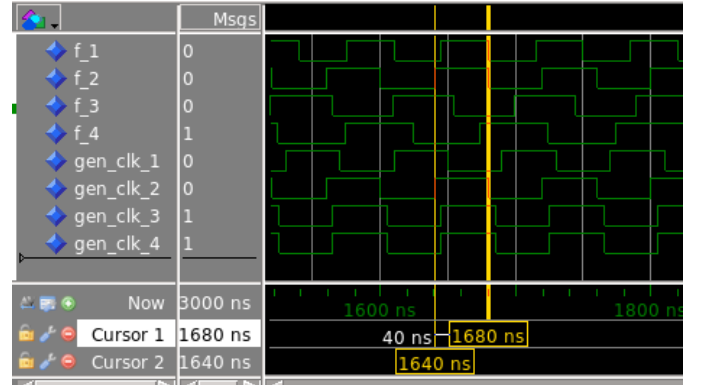 Msgs
f_1 0
f_2 0
f_3 0
f_4 1
gen_clk_1 0
gen_clk_2 0
gen_clk_3 1
gen_clk_4 1
Now 3000 ns 1600 ns 1800 ns
Cursor 1 1680 ns 40 ns 1680 ns
Cursor 2 1640 ns 1640 ns